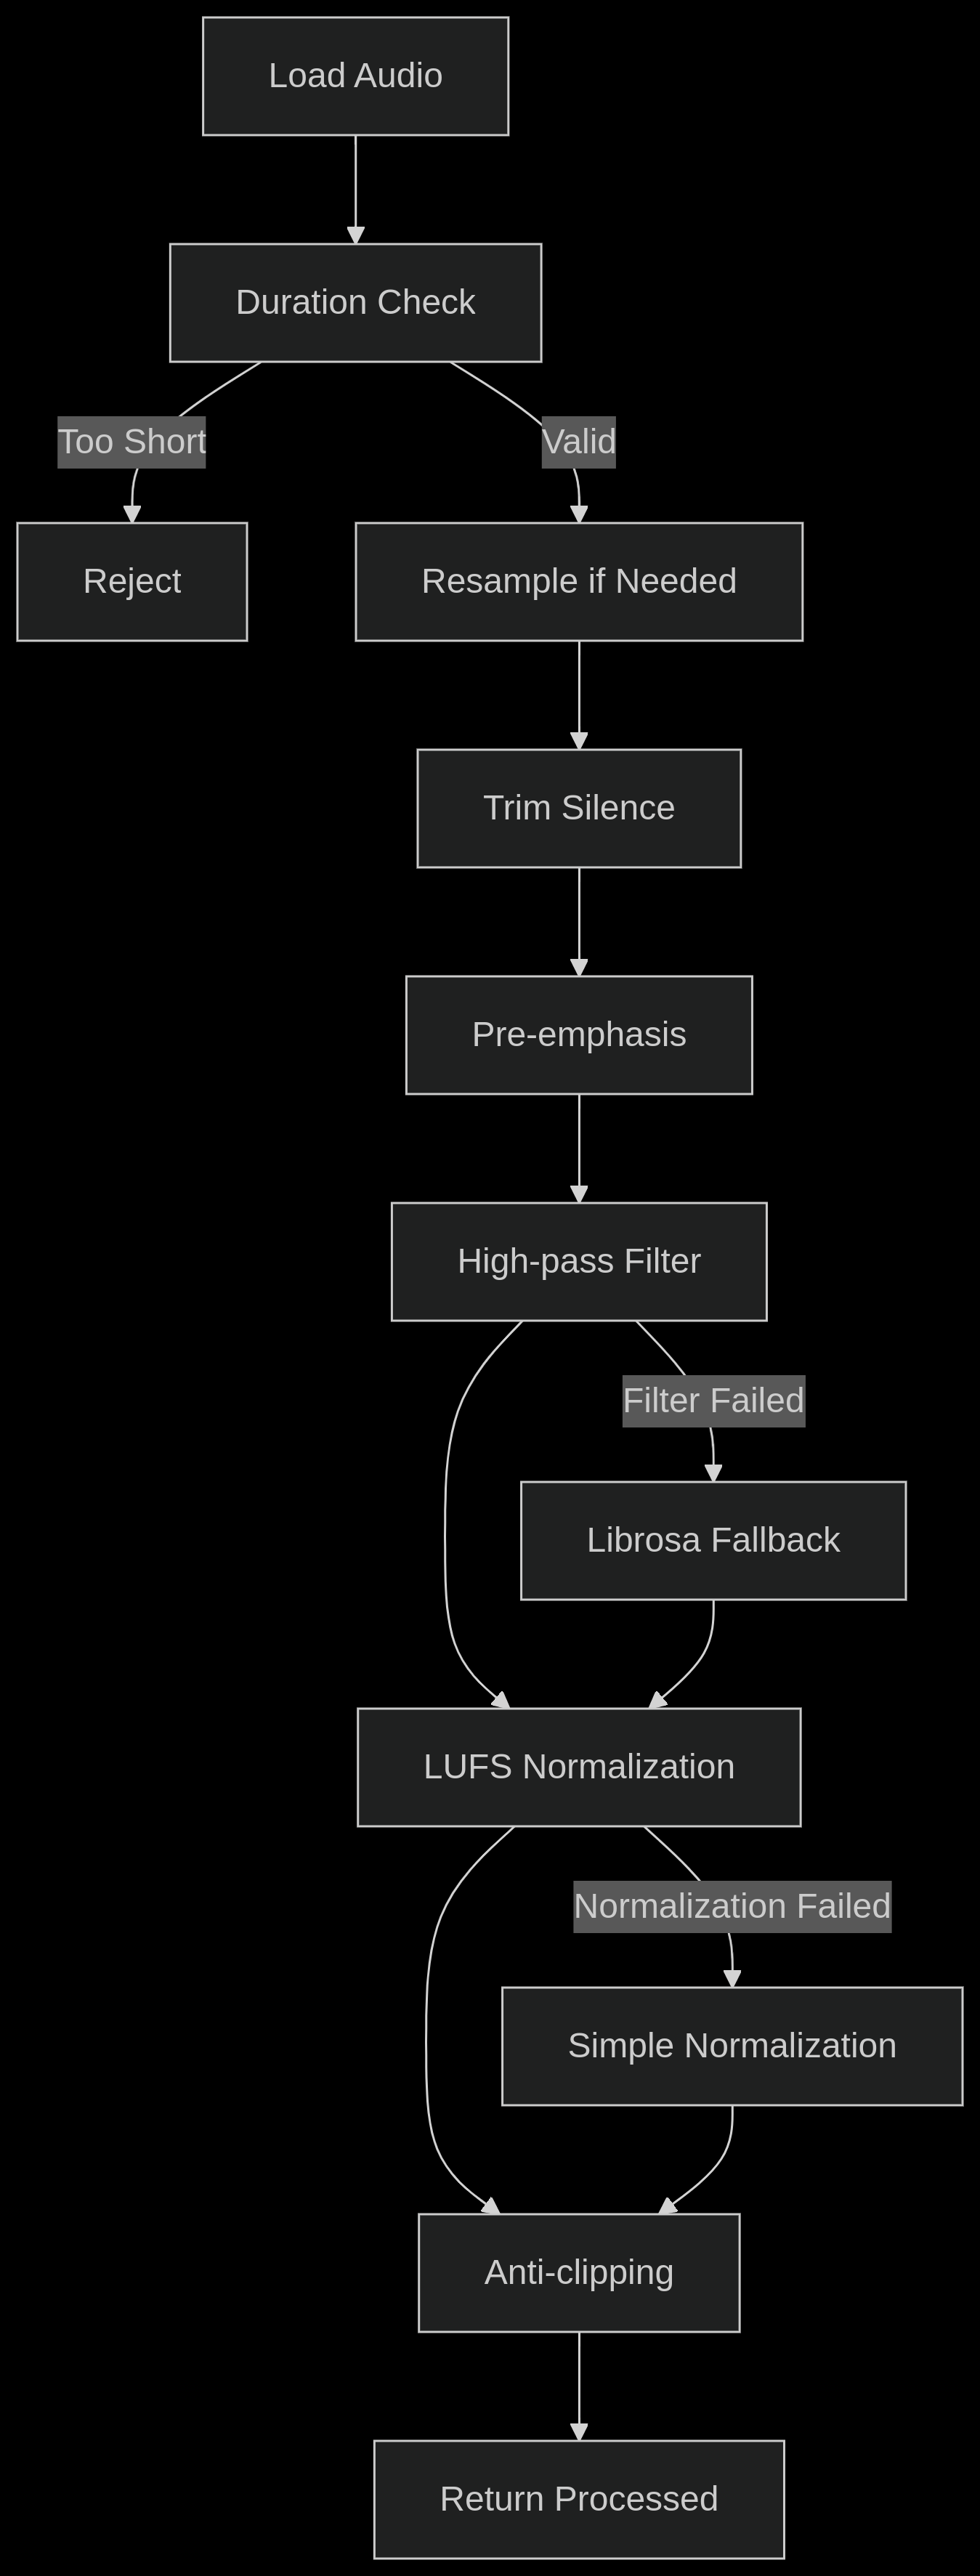 Load Audio
Duration Check
Too Short
Valid
Reject
Resample if Needed
Trim Silence
Pre-emphasis
High-pass Filter
Filter Failed
Librosa Fallback
LUFS Normalization
Normalization Failed
Simple Normalization
Anti-clipping
Return Processed